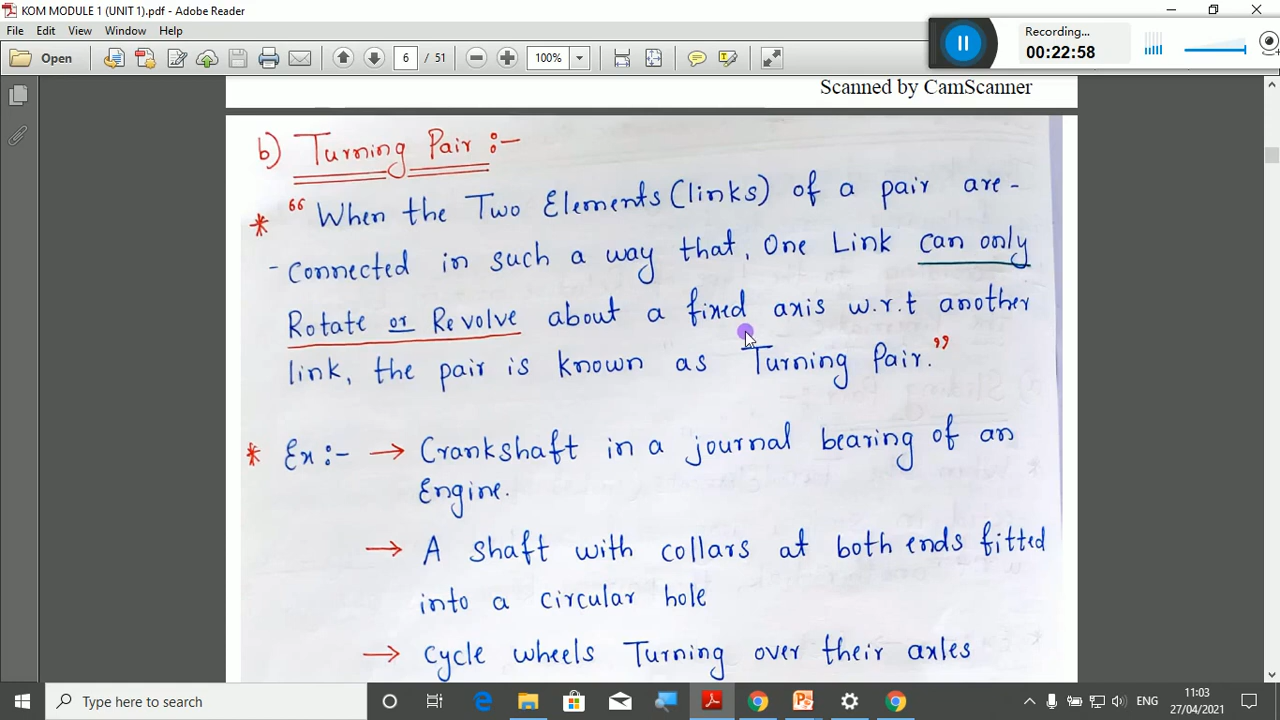 KOM MODULE 1 (UNIT 1).pdf - Adobe Reader
File Edit View Window Help
Recording...
00:22:58
Open
6 / 51
100%
Scanned by CamScanner
b) Turning Pair :-
* "When the Two Elements (links) of a pair are-
- Connected in such a way that, One Link can only
Rotate or Revolve about a fixed axis w.r.t another
link, the pair is known as Turning Pair."
* Ex :- → Crankshaft in a journal bearing of an
Engine.
→ A shaft with collars at both ends fitted
into a circular hole
→ Cycle wheels Turning over their axles
Type here to search
ENG
11:03
27/04/2021